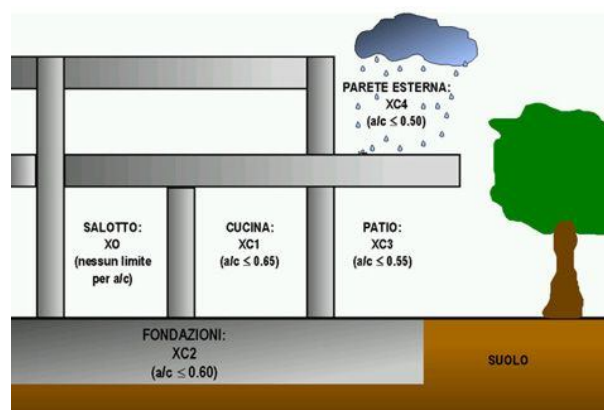 PARETE ESTERNA:
XC4
(a/c ≤ 0.50)
SALOTTO:
XO
(nessun limite
per a/c)
CUCINA:
XC1
(a/c ≤ 0.65)
PATIO:
XC3
(a/c ≤ 0.55)
FONDAZIONI:
XC2
(a/c ≤ 0.60)
SUOLO